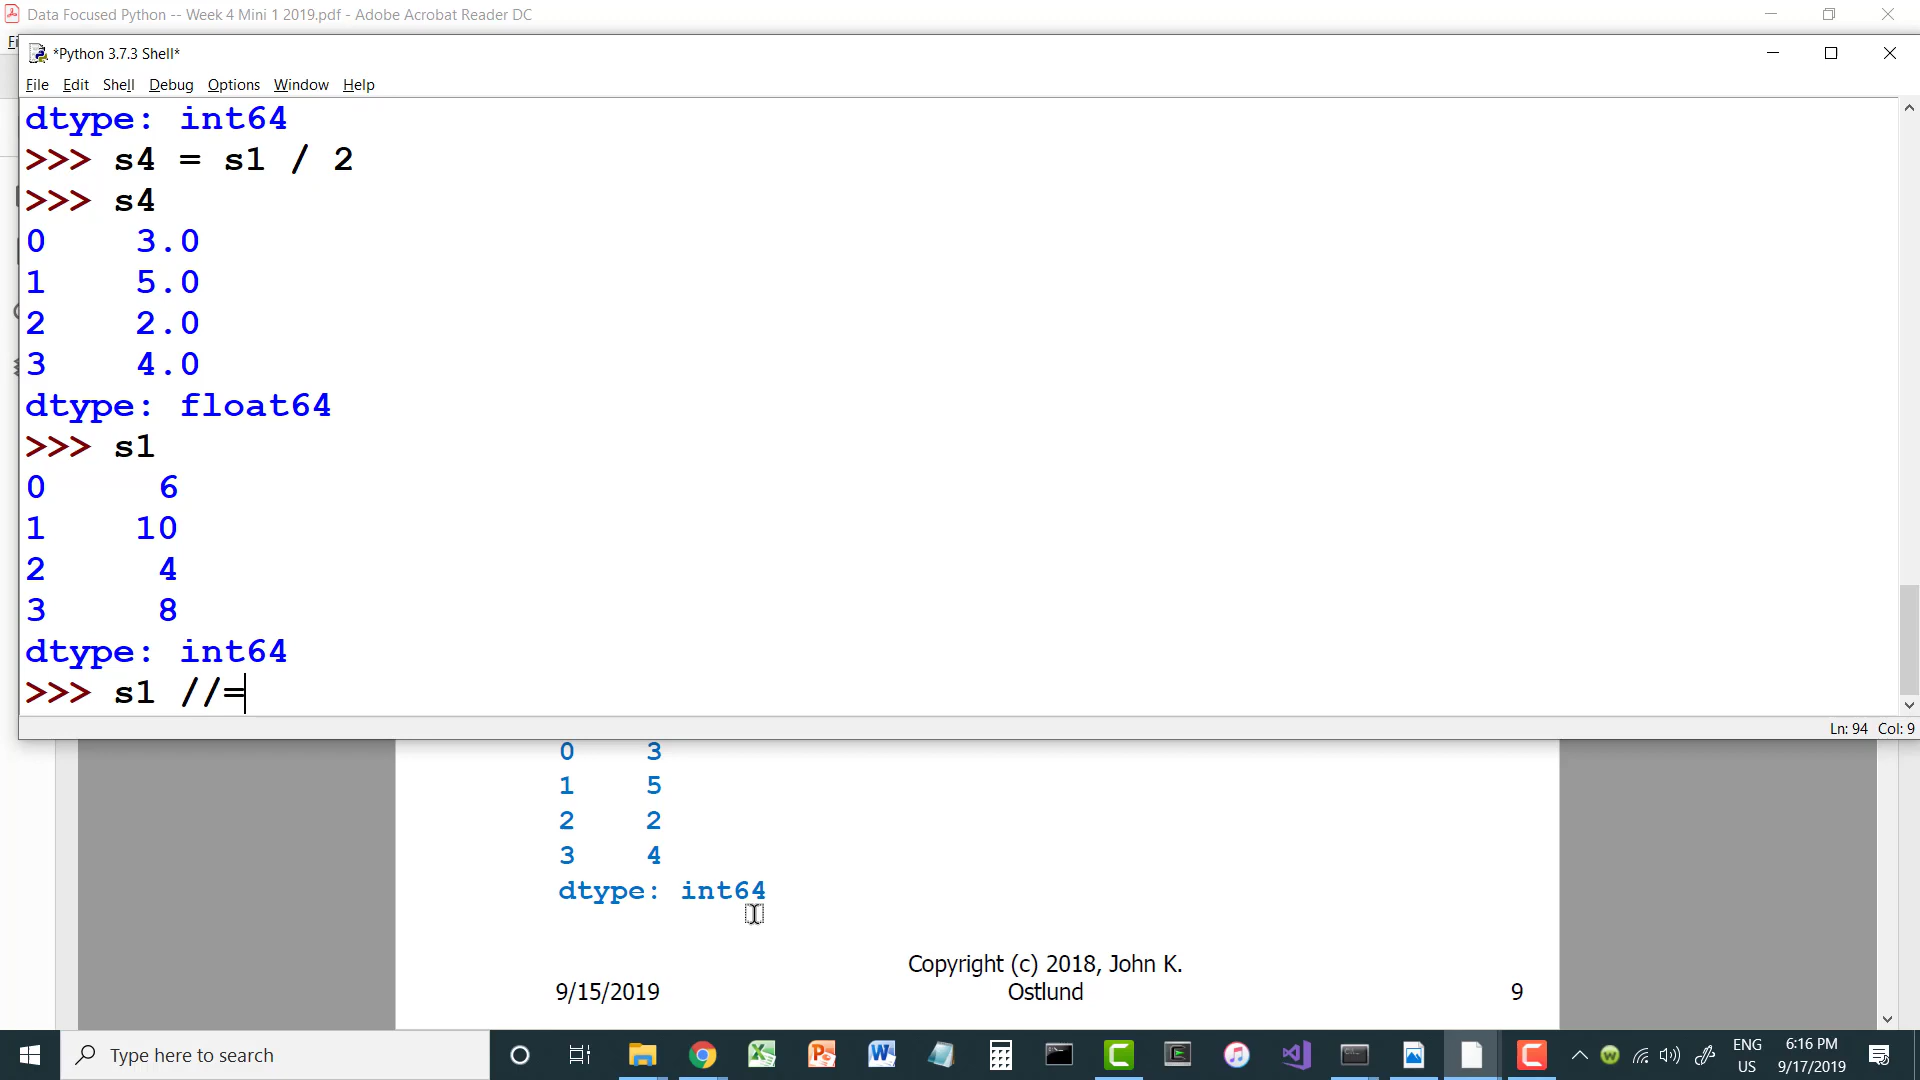 Data Focused Python -- Week 4 Mini 1 2019.pdf - Adobe Acrobat Reader DC
*Python 3.7.3 Shell*
File Edit Shell Debug Options Window Help
dtype: int64
>>> s4 = s1 / 2
>>> s4
0 3.0
1 5.0
2 2.0
3 4.0
dtype: float64
>>> s1
0 6
1 10
2 4
3 8
dtype: int64
>>> s1 //=
Ln: 94 Col: 9
0 3
1 5
2 2
3 4
dtype: int64
Copyright (c) 2018, John K.
9/15/2019 Ostlund 9
Type here to search
ENG 6:16 PM
US 9/17/2019